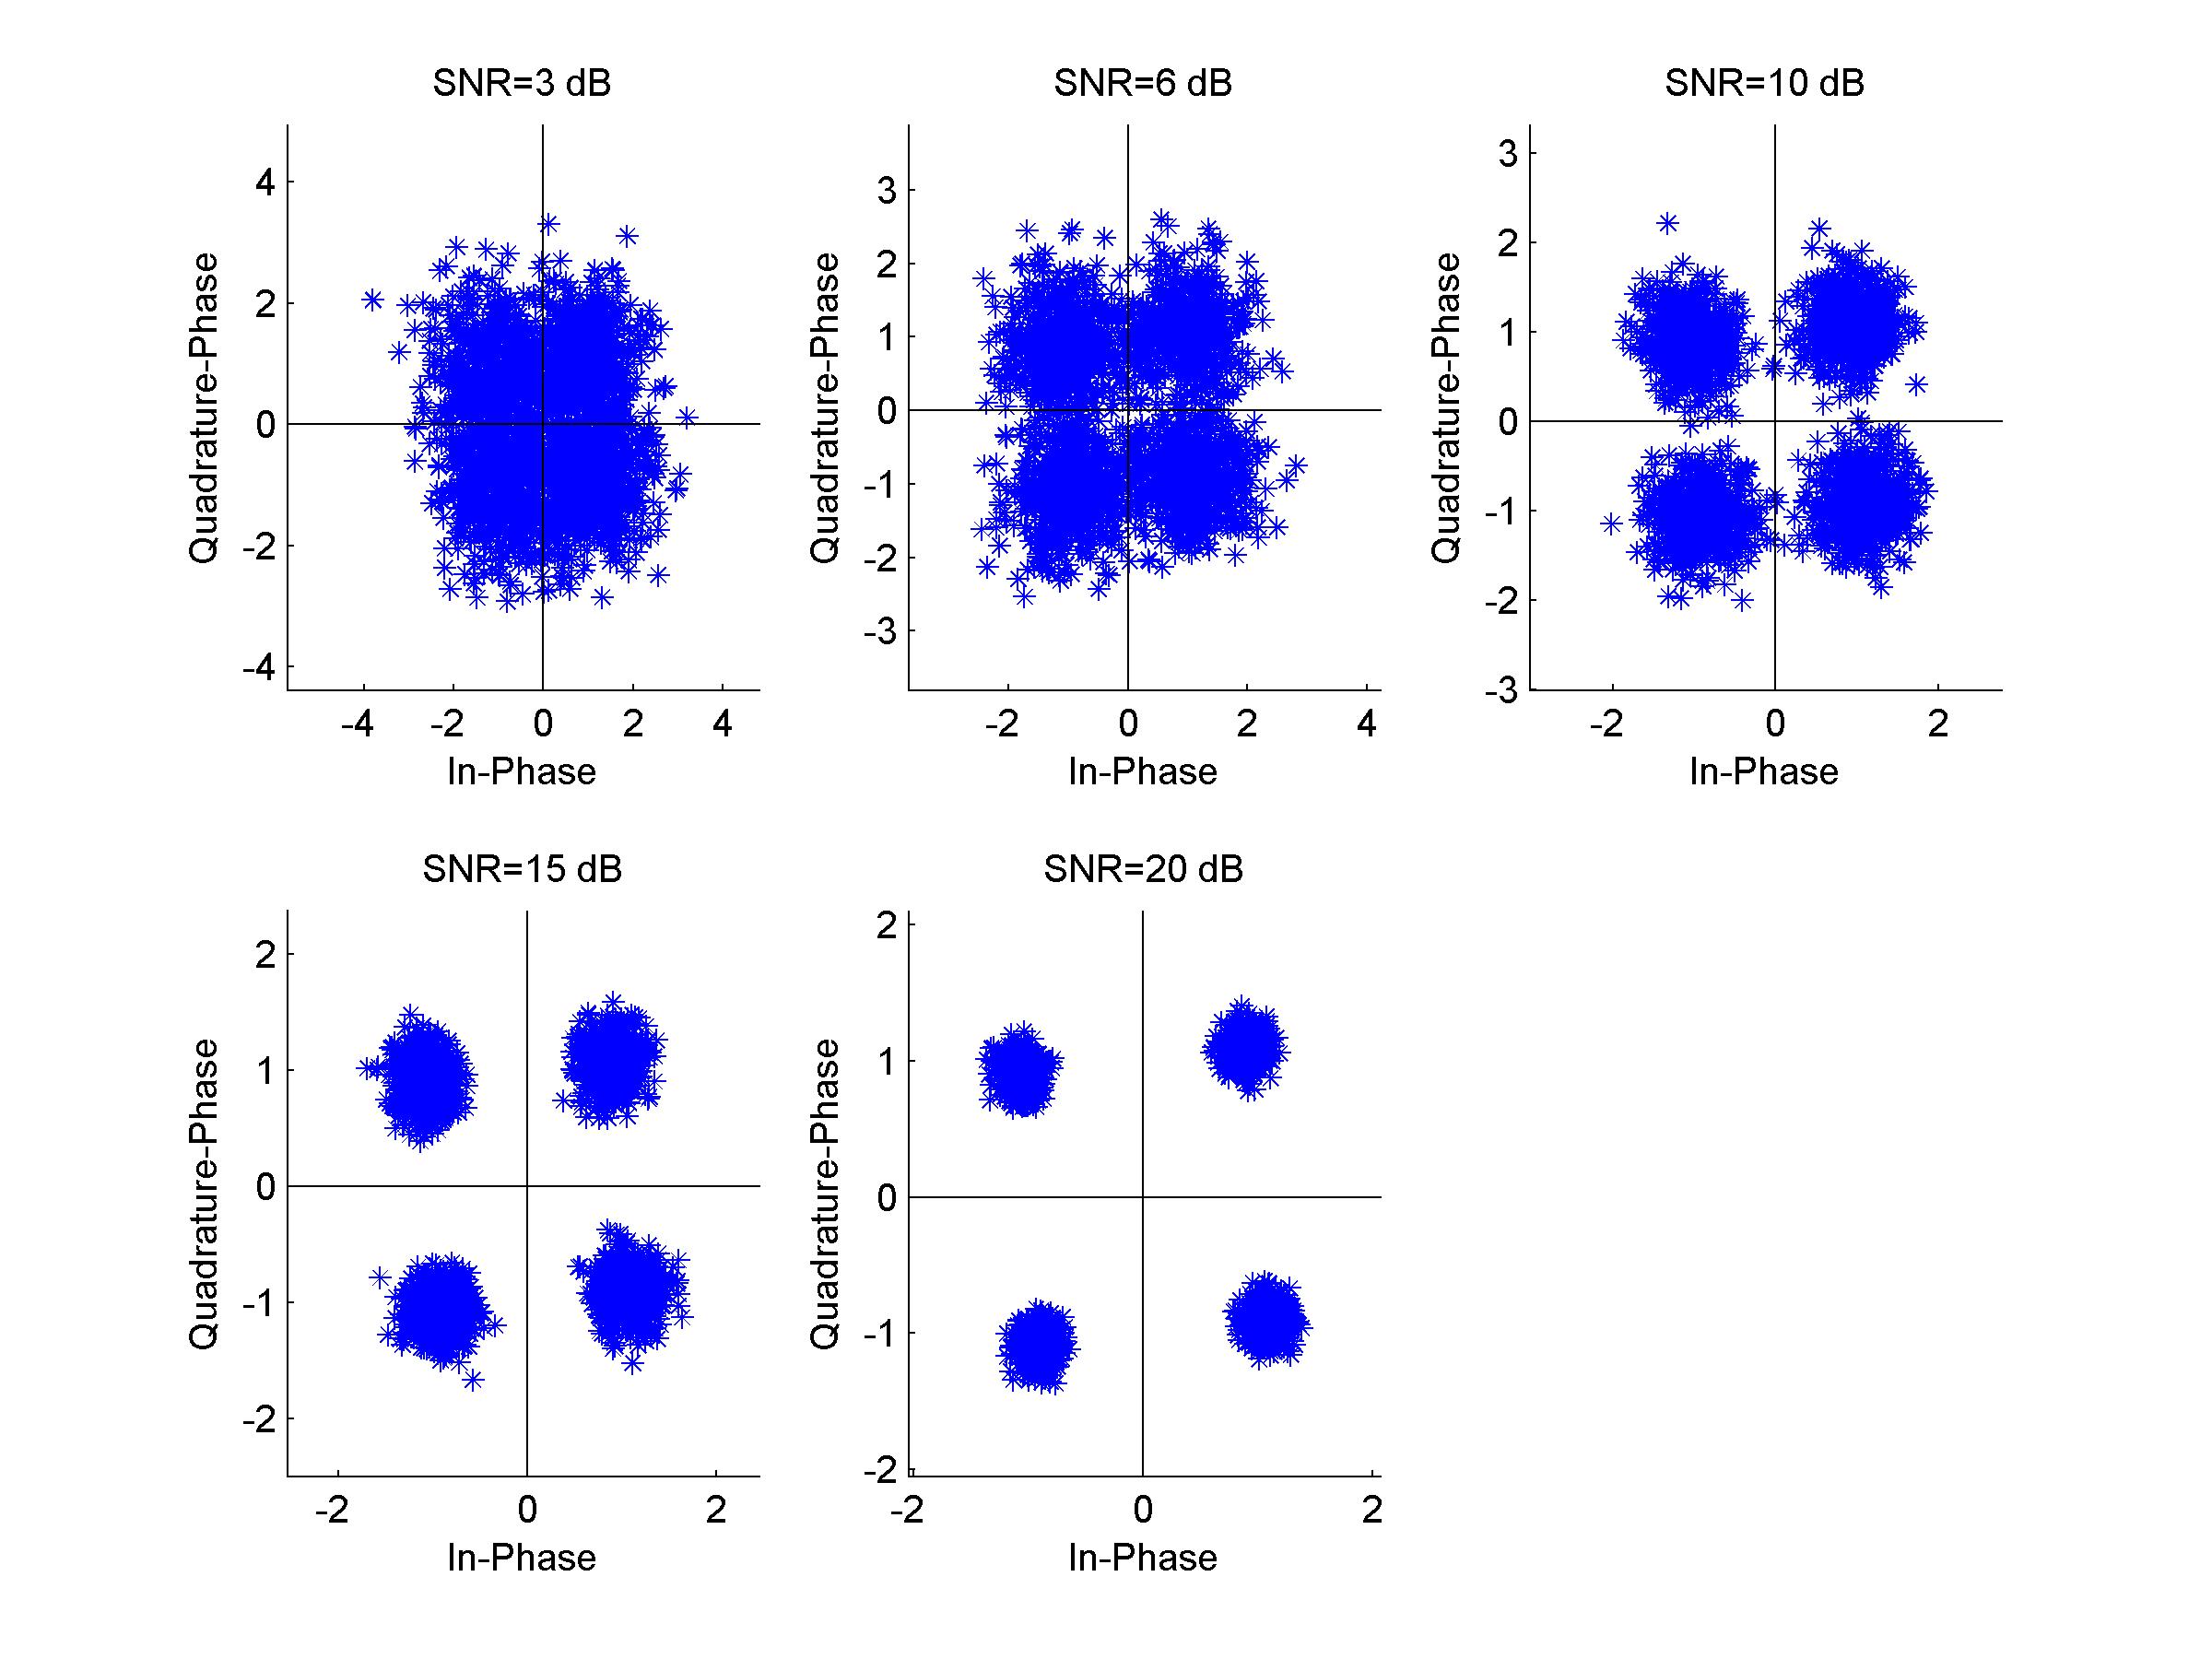 SNR=3 dB
Quadrature-Phase
4
2
0
-2
-4
-4 -2 0 2 4
In-Phase
SNR=6 dB
Quadrature-Phase
3
2
1
0
-1
-2
-3
-2 0 2 4
In-Phase
SNR=10 dB
Quadrature-Phase
3
2
1
0
-1
-2
-3
-2 0 2
In-Phase
SNR=15 dB
Quadrature-Phase
2
1
0
-1
-2
-2 0 2
In-Phase
SNR=20 dB
Quadrature-Phase
2
1
0
-1
-2
-2 0 2
In-Phase